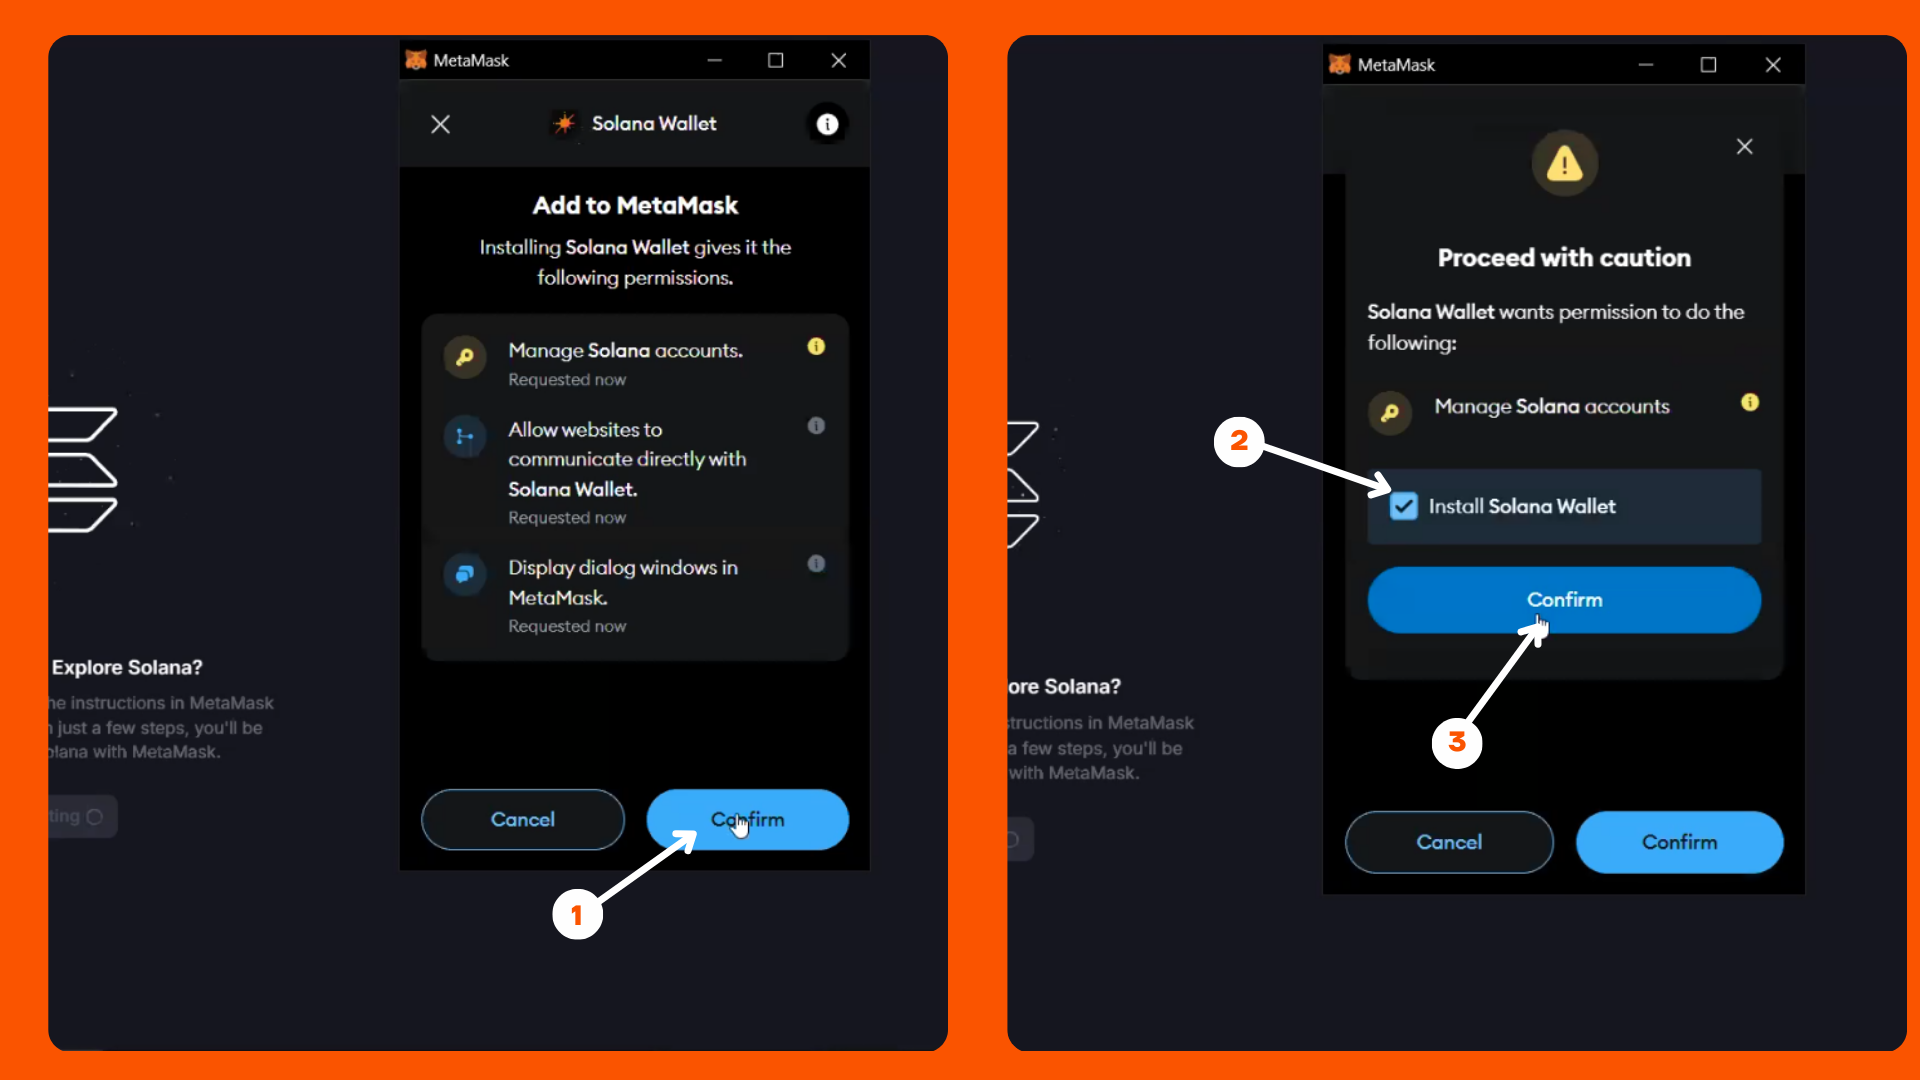 MetaMask
Solana Wallet
Add to MetaMask
Installing Solana Wallet gives it the
following permissions.
Manage Solana accounts.
Requested now
Allow websites to
communicate directly with
Solana Wallet.
Requested now
Display dialog windows in
MetaMask.
Requested now
Explore Solana?
he instructions in MetaMask
n just a few steps, you'll be
olana with MetaMask.
ting
Cancel
Confirm
1
MetaMask
Proceed with caution
Solana Wallet wants permission to do the
following:
Manage Solana accounts
2
Install Solana Wallet
Confirm
3
ore Solana?
structions in MetaMask
a few steps, you'll be
with MetaMask.
Cancel
Confirm